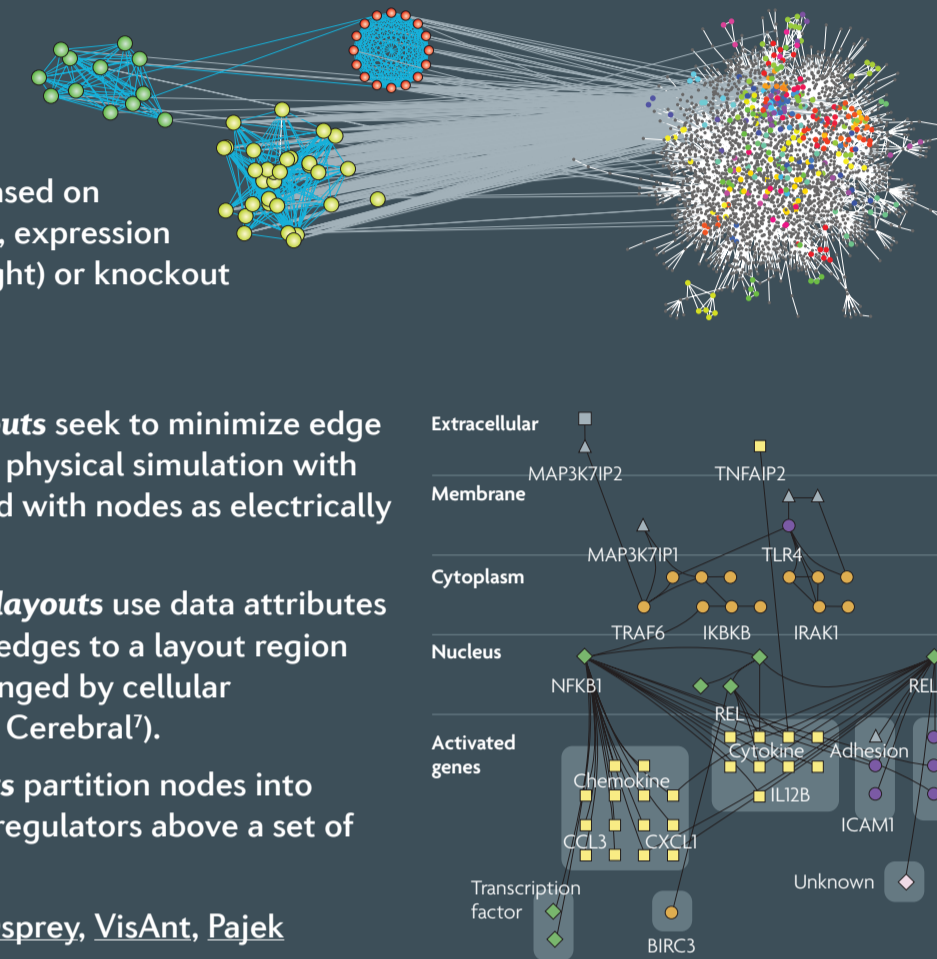 , expression
ght) or knockout
seek to minimize edge
physical simulation with
d with nodes as electrically
layouts use data attributes
edges to a layout region
nged by cellular
Cerebral⁷).
s partition nodes into
regulators above a set of
sprey, VisAnt, Pajek
Extracellular
MAP3K7IP2
TNFAIP2
Membrane
MAP3K7IP1
TLR4
Cytoplasm
TRAF6
IKBKB
IRAK1
Nucleus
NFKB1
REL
REL
Activated
genes
Cytokine
Adhesion
Chemokine
IL12B
CCL3
CXCL1
ICAM1
Transcription
factor
Unknown
BIRC3